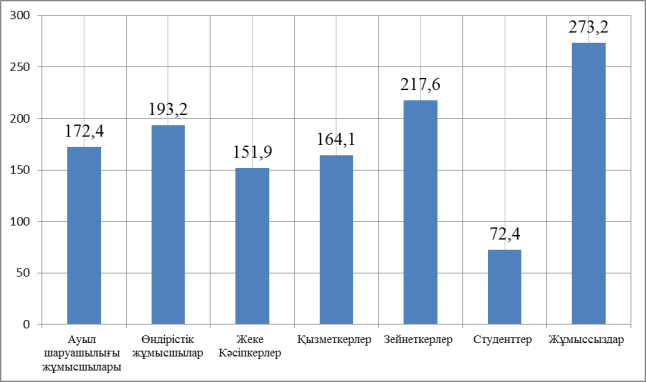 300
250
200
150
100
50
0
172,4
193,2
151,9
164,1
217,6
72,4
273,2
Ауыл
шаруашылығы
жұмысшылары
Өндірістік
жұмысшылар
Жеке
Кәсіпкерлер
Қызметкерлер
Зейнеткерлер
Студенттер
Жұмыссыздар